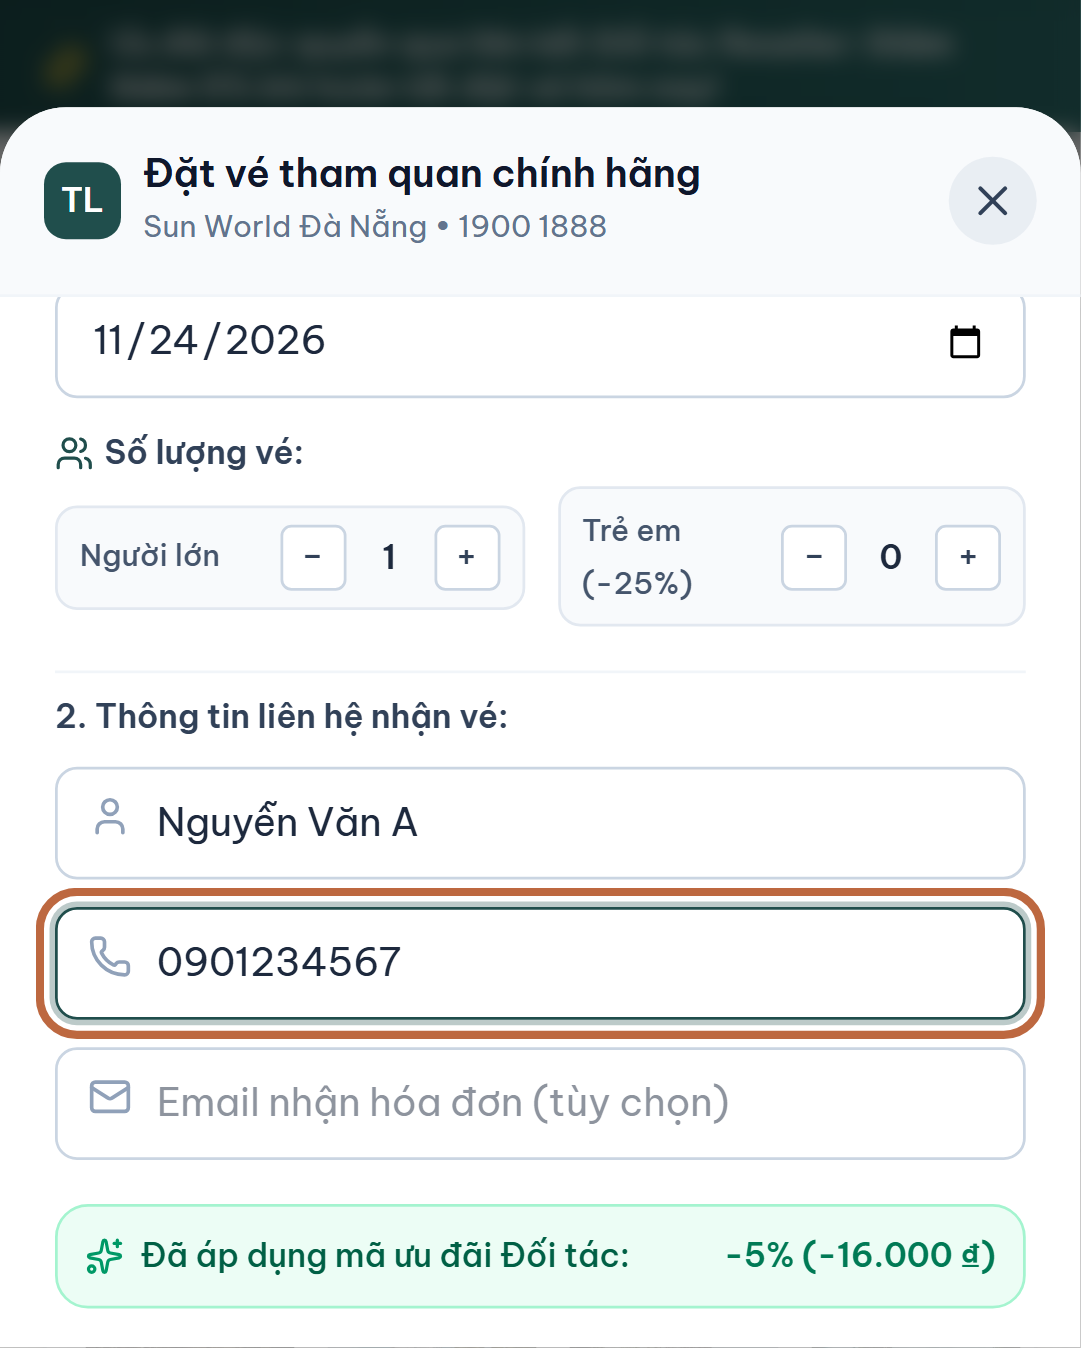 TL
Đặt vé tham quan chính hãng
Sun World Đà Nẵng • 1900 1888
11/24/2026
Số lượng vé:
Người lớn
− 1 +
Trẻ em
(-25%)
− 0 +
2. Thông tin liên hệ nhận vé:
Nguyễn Văn A
0901234567
Email nhận hóa đơn (tùy chọn)
Đã áp dụng mã ưu đãi Đối tác: -5% (-16.000 ₫)